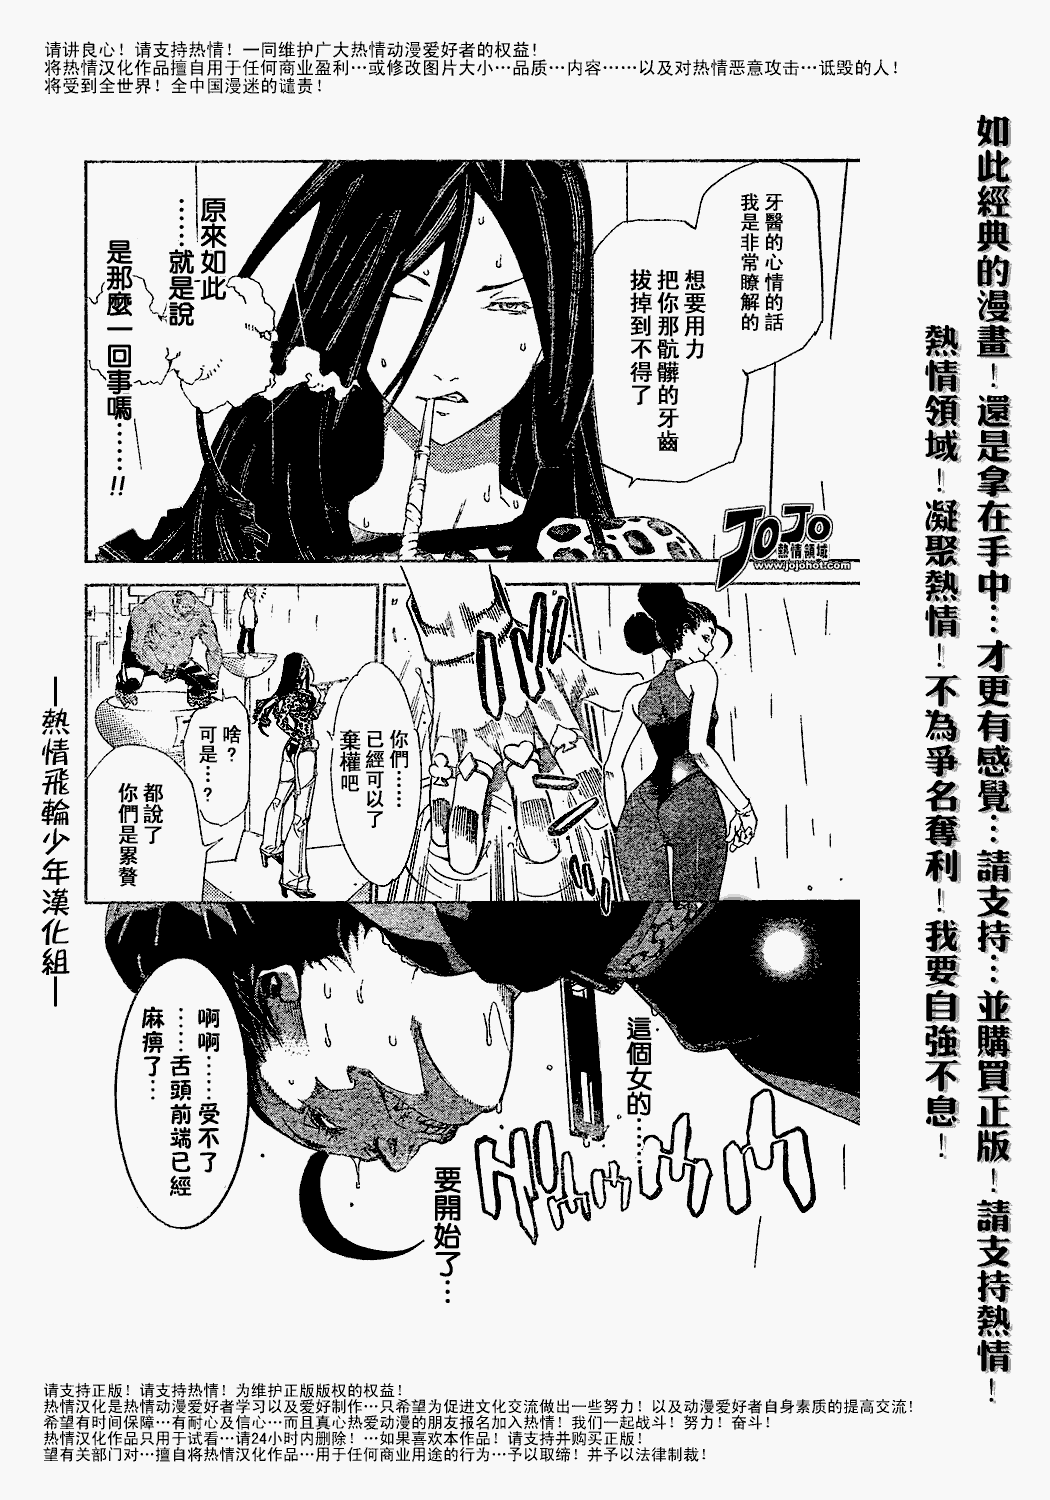 请讲良心！请支持热情！一同维护广大热情动漫爱好者的权益！
将热情汉化作品擅自用于任何商业盈利…或修改图片大小…品质…内容……以及对热情恶意攻击…诋毁的人！
将受到全世界！全中国漫迷的谴责！
如此經典的漫畫！還是拿在手中…才更有感覺…請支持…並購買正版！請支持熱情！
熱情領域！凝聚熱情！不為爭名奪利！我要自強不息！
牙醫的心情的話
我是非常瞭解的
想要用力
把你那骯髒的牙齒
拔掉到不得了
原來如此
……就是說
是那麼一回事嗎……!!
JOJO
熱情領域
www.jojohot.com
你們……
已經可以了
棄權吧
啥？
可是…？
都說了
你們是累贅
這個女的……
要開始了…
啊啊……受不了
……舌頭前端已經
麻痹了…
—熱情飛輪少年漢化組—
请支持正版！请支持热情！为维护正版版权的权益！
热情汉化是热情动漫爱好者学习以及爱好制作…只希望为促进文化交流做出一些努力！以及动漫爱好者自身素质的提高交流！
希望有时间保障…有耐心及信心…而且真心热爱动漫的朋友报名加入热情！我们一起战斗！努力！奋斗！
热情汉化作品只用于试看…请24小时内删除！…如果喜欢本作品！请支持并购买正版！
望有关部门对…擅自将热情汉化作品…用于任何商业用途的行为…予以取缔！并予以法律制裁！